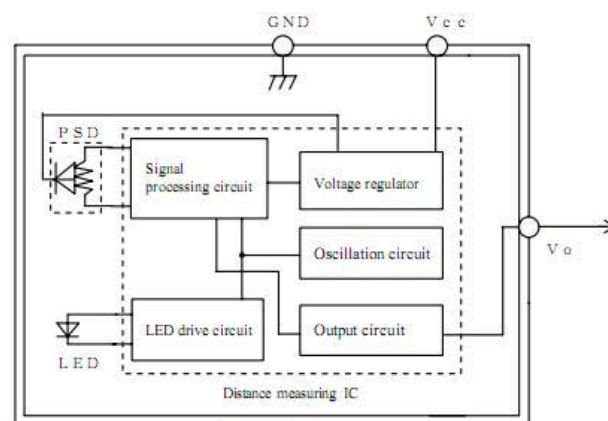 GND
Vcc
PSD
Signal
processing circuit
Voltage regulator
Oscillation circuit
Vo
LED drive circuit
Output circuit
LED
Distance measuring IC